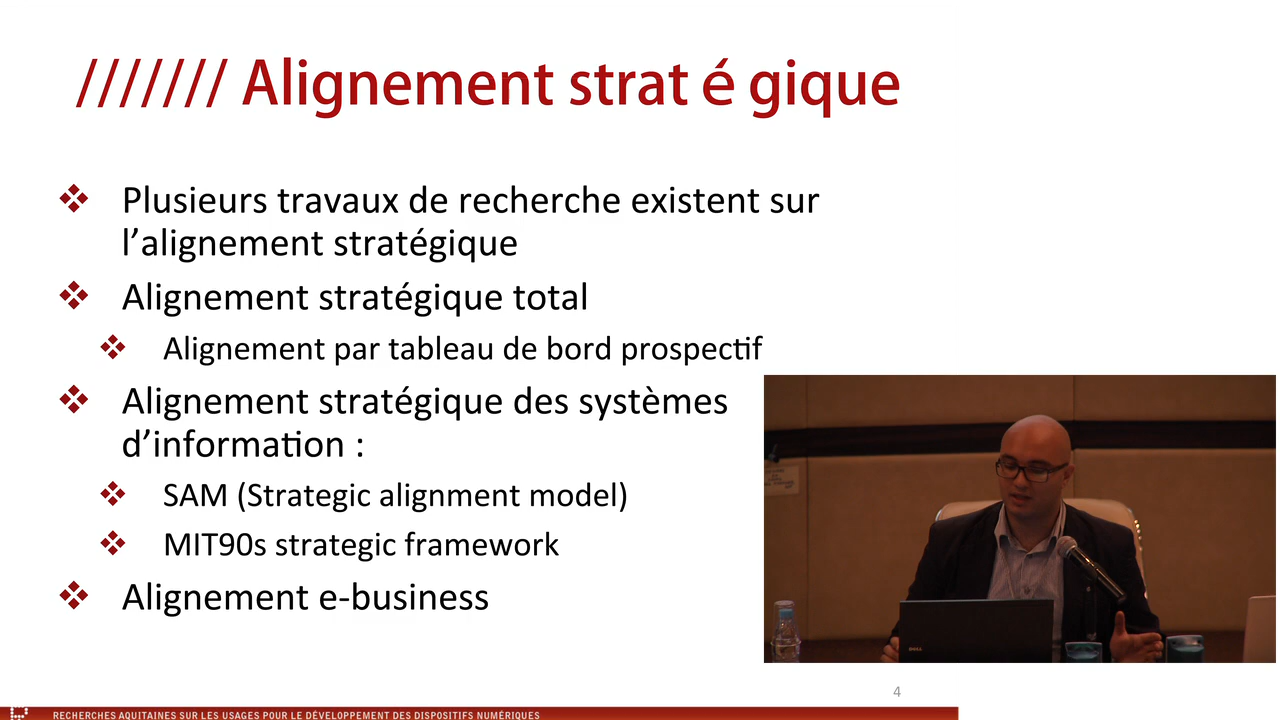 /////// Alignement strat é gique
Plusieurs travaux de recherche existent sur
l’alignement stratégique
Alignement stratégique total
Alignement par tableau de bord prospectif
Alignement stratégique des systèmes
d’information :
SAM (Strategic alignment model)
MIT90s strategic framework
Alignement e-business
DELL
4
RECHERCHES AQUITAINES SUR LES USAGES POUR LE DÉVELOPPEMENT DES DISPOSITIFS NUMÉRIQUES